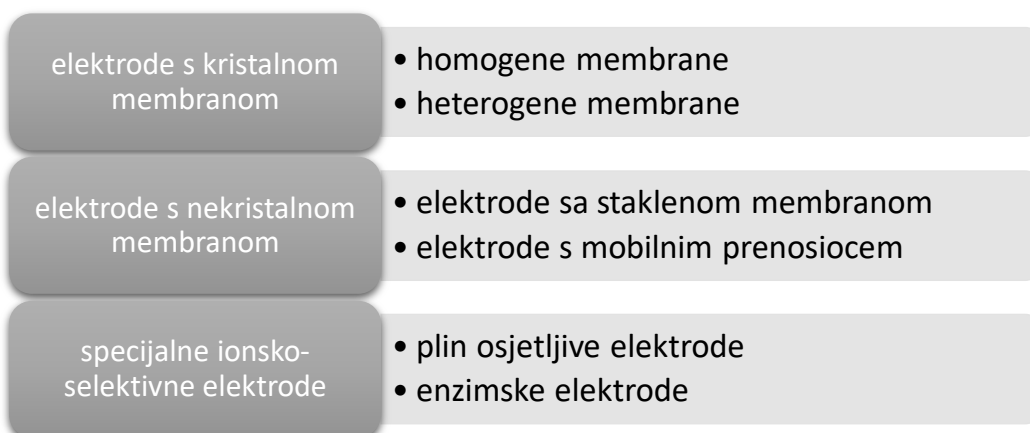 elektrode s kristalnom
membranom
• homogene membrane
• heterogene membrane
elektrode s nekristalnom
membranom
• elektrode sa staklenom membranom
• elektrode s mobilnim prenosiocem
specijalne ionsko-
selektivne elektrode
• plin osjetljive elektrode
• enzimske elektrode